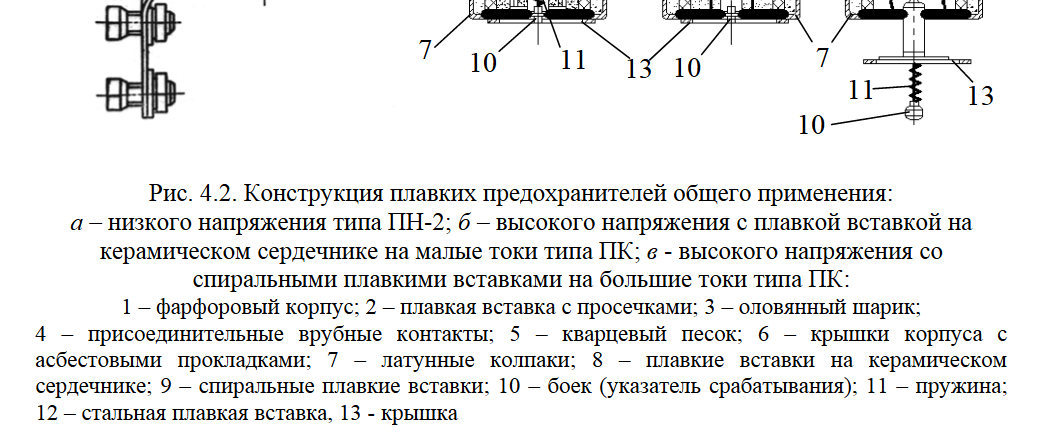 7
10
11
13
10
7
11
13
10
Рис. 4.2. Конструкция плавких предохранителей общего применения:
а – низкого напряжения типа ПН-2; б – высокого напряжения с плавкой вставкой на
керамическом сердечнике на малые токи типа ПК; в - высокого напряжения со
спиральными плавкими вставками на большие токи типа ПК:
1 – фарфоровый корпус; 2 – плавкая вставка с просечками; 3 – оловянный шарик;
4 – присоединительные врубные контакты; 5 – кварцевый песок; 6 – крышки корпуса с
асбестовыми прокладками; 7 – латунные колпаки; 8 – плавкие вставки на керамическом
сердечнике; 9 – спиральные плавкие вставки; 10 – боек (указатель срабатывания); 11 – пружина;
12 – стальная плавкая вставка, 13 - крышка